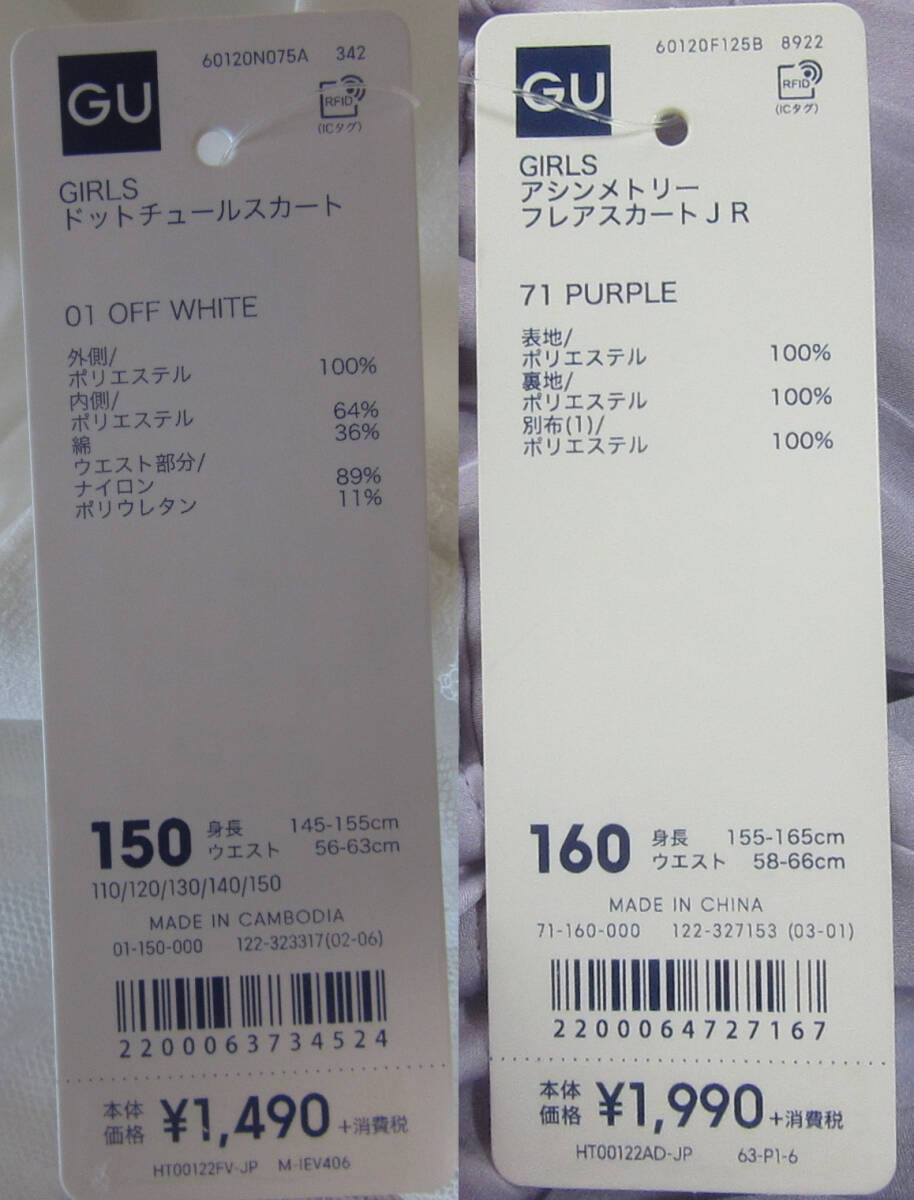 GU
60120N075A 342
RFID
(ICタグ)
GIRLS
ドットチュールスカート
01 OFF WHITE
外側/
ポリエステル 100%
内側/
ポリエステル 64%
綿 36%
ウエスト部分/
ナイロン 89%
ポリウレタン 11%
150 身長 145-155cm
ウエスト 56-63cm
110/120/130/140/150
MADE IN CAMBODIA
01-150-000 122-323317(02-06)
2200063734524
本体価格 ¥1,490 +消費税
HT00122FV-JP M-IEV406
GU
60120F125B 8922
RFID
(ICタグ)
GIRLS
アシンメトリー
フレアスカートJR
71 PURPLE
表地/
ポリエステル 100%
裏地/
ポリエステル 100%
別布(1)/
ポリエステル 100%
160 身長 155-165cm
ウエスト 58-66cm
MADE IN CHINA
71-160-000 122-327153 (03-01)
2200064727167
本体価格 ¥1,990 +消費税
HT00122AD-JP 63-P1-6